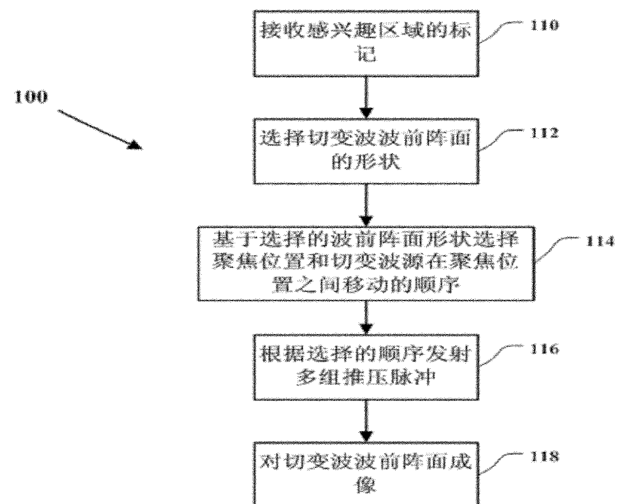 接收感兴趣区域的标
记
110
100
选择切变波波前阵面
的形状
112
基于选择的波前阵面形状选择
聚焦位置和切变波源在聚焦位
置之间移动的顺序
114
根据选择的顺序发射
多组推压脉冲
116
对切变波波前阵面成
像
118